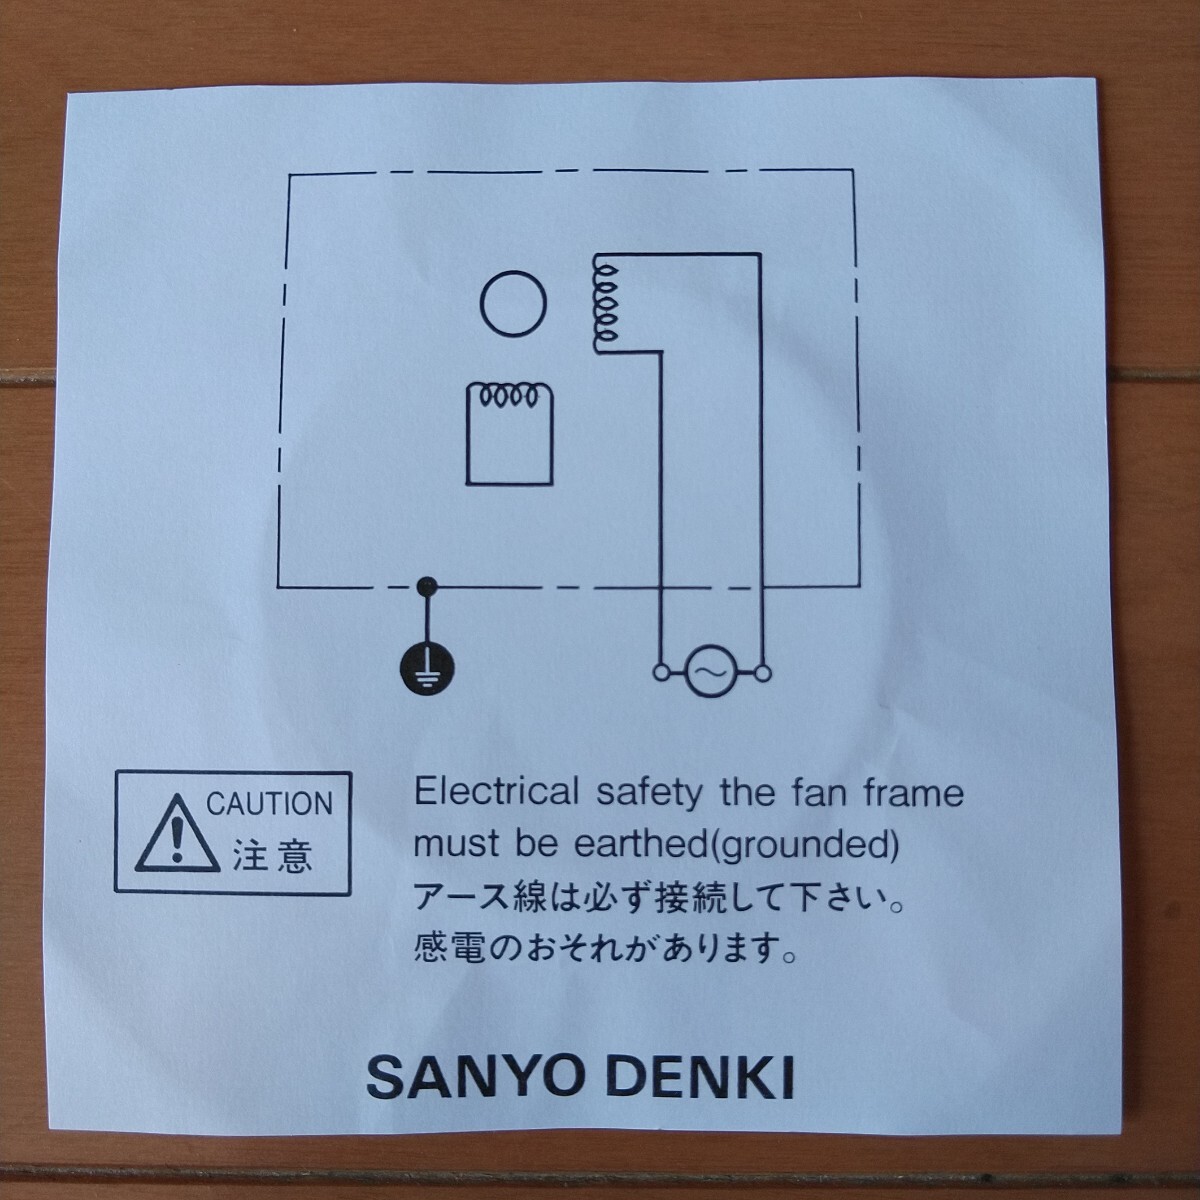 CAUTION
注意
Electrical safety the fan frame
must be earthed(grounded)
アース線は必ず接続して下さい。
感電のおそれがあります。
SANYO DENKI